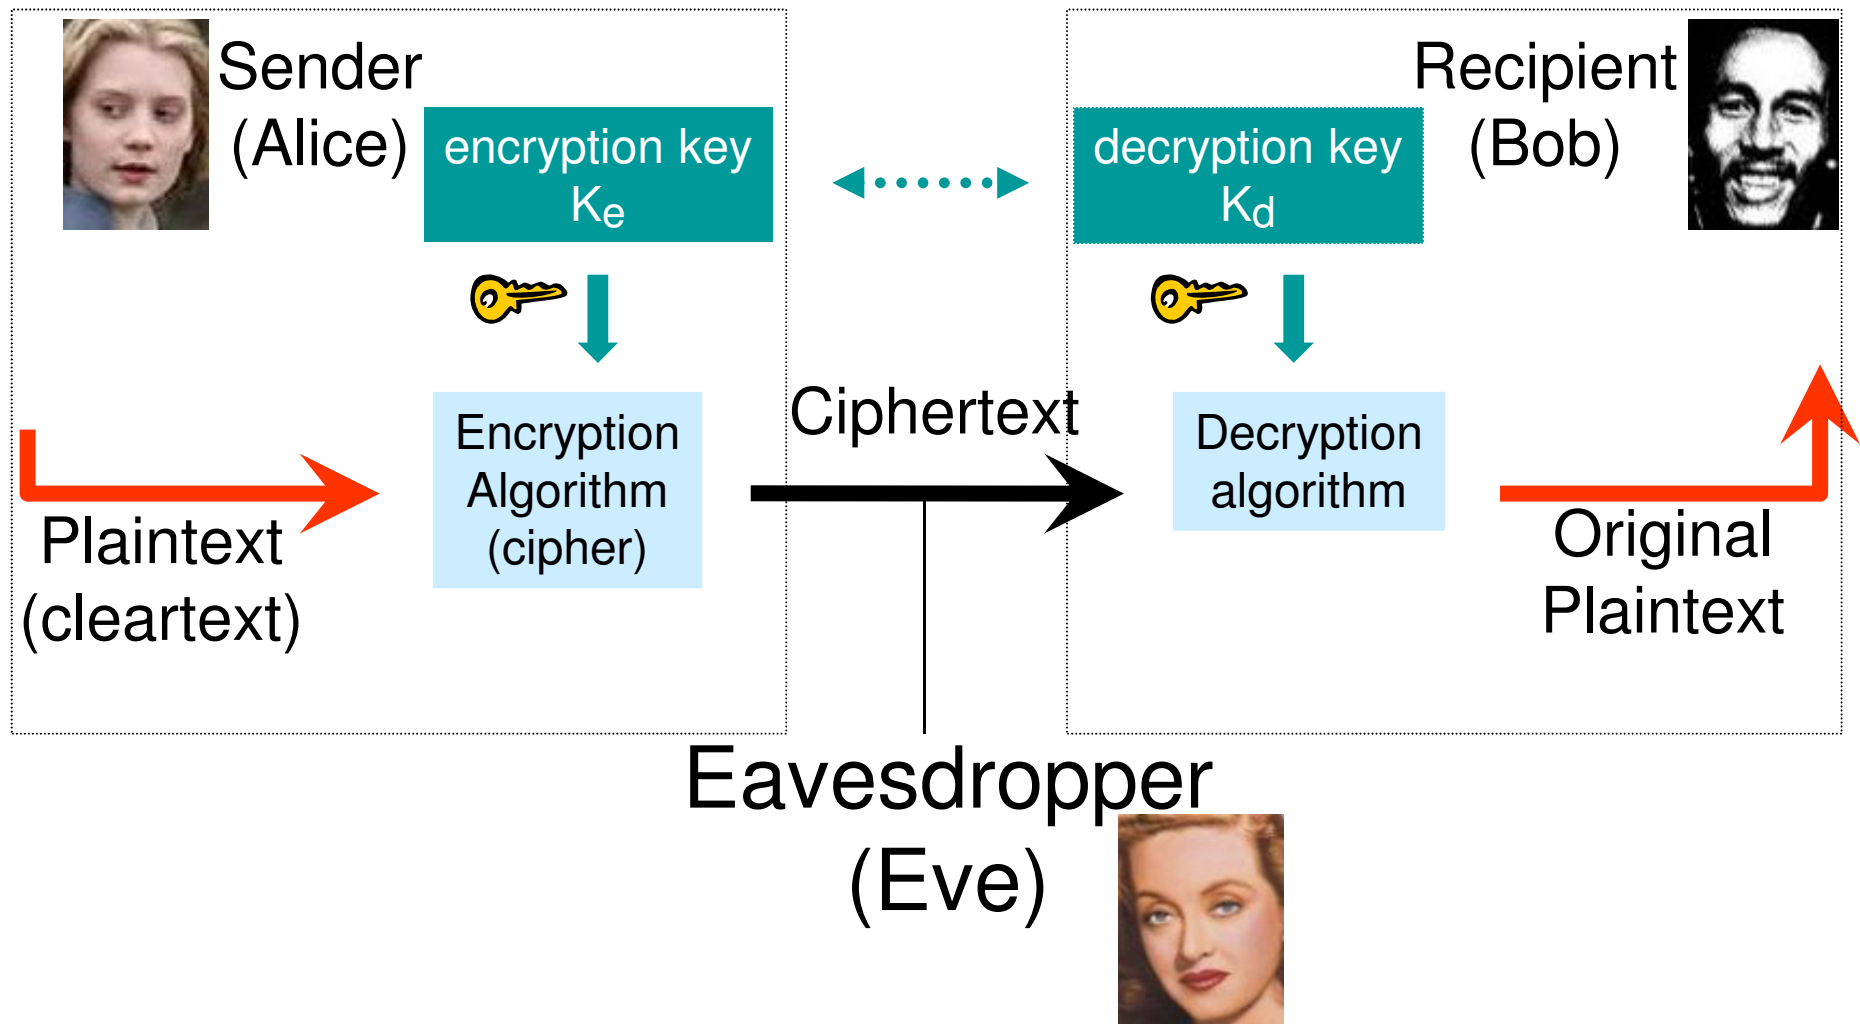 Sender
(Alice)
encryption key
Ke
decryption key
Kd
Recipient
(Bob)
Plaintext
(cleartext)
Encryption
Algorithm
(cipher)
Ciphertext
Decryption
algorithm
Original
Plaintext
Eavesdropper
(Eve)